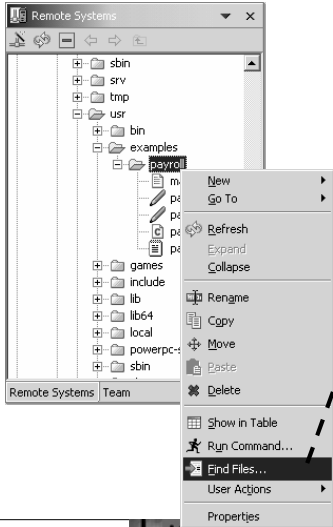 Remote Systems
sbin
srv
tmp
usr
bin
examples
payroll
games
include
lib
lib64
local
sbin
Remote Systems
Team
New
Go To
Refresh
Expand
Collapse
Rename
Copy
Move
Paste
Delete
Show in Table
Run Command...
Find Files...
User Actions
Properties